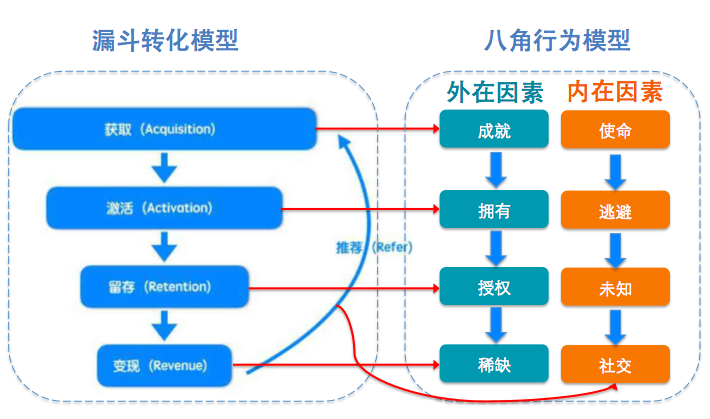 漏斗转化模型
获取（Acquisition）
激活（Activation）
留存（Retention）
变现（Revenue）
推荐（Refer）
八角行为模型
外在因素 内在因素
成就 使命
拥有 逃避
授权 未知
稀缺 社交